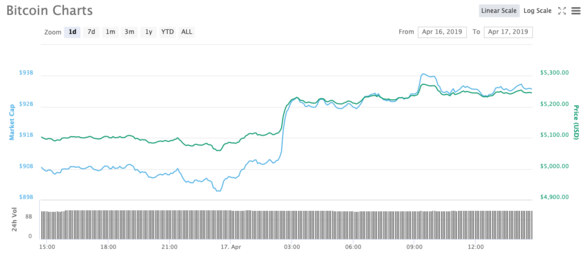 Bitcoin Charts
Linear Scale Log Scale
Zoom 1d 7d 1m 3m 1y YTD ALL
From Apr 16, 2019 To Apr 17, 2019
$93B
$92B
$91B
$90B
$89B
Market Cap
$5,300.00
$5,200.00
$5,100.00
$5,000.00
$4,900.00
Price (USD)
24h Vol
0
15:00 18:00 21:00 17. Apr 03:00 06:00 09:00 12:00